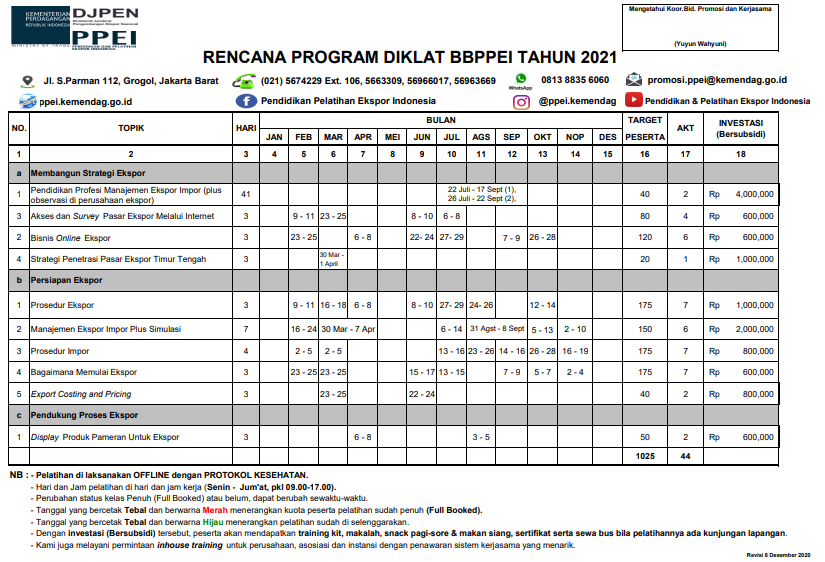 KEMENTERIAN
PERDAGANGAN
REPUBLIK INDONESIA
MINISTRY OF TRADE
DJPEN
Direktorat Jenderal
Pengembangan Ekspor Nasional
PPEI
PENDIDIKAN DAN PELATIHAN
EKSPOR INDONESIA
Mengetahui Koor.Bid. Promosi dan Kerjasama
(Yuyun Wahyuni)
RENCANA PROGRAM DIKLAT BBPPEI TAHUN 2021
Jl. S.Parman 112, Grogol, Jakarta Barat (021) 5674229 Ext. 106, 5663309, 56966017, 56963669 WhatsApp 0813 8835 6060 promosi.ppei@kemendag.go.id
ppei.kemendag.go.id Pendidikan Pelatihan Ekspor Indonesia @ppei.kemendag Pendidikan & Pelatihan Ekspor Indonesia
NO. TOPIK HARI BULAN TARGET PESERTA AKT INVESTASI (Bersubsidi)
JAN FEB MAR APR MEI JUN JUL AGS SEP OKT NOP DES
1 2 3 4 5 6 7 8 9 10 11 12 13 14 15 16 17 18
a Membangun Strategi Ekspor
1 Pendidikan Profesi Manajemen Ekspor Impor (plus observasi di perusahaan ekspor) 41 22 Juli - 17 Sept (1), 26 Juli - 22 Sept (2), 40 2 Rp 4,000,000
3 Akses dan Survey Pasar Ekspor Melalui Internet 3 9 - 11 23 - 25 8 - 10 6 - 8 80 4 Rp 600,000
2 Bisnis Online Ekspor 3 23 - 25 6 - 8 22- 24 27- 29 7 - 9 26 - 28 120 6 Rp 600,000
4 Strategi Penetrasi Pasar Ekspor Timur Tengah 3 30 Mar - 1 April 20 1 Rp 1,000,000
b Persiapan Ekspor
1 Prosedur Ekspor 3 9 - 11 16 - 18 6 - 8 8 - 10 27- 29 24- 26 12 - 14 175 7 Rp 1,000,000
2 Manajemen Ekspor Impor Plus Simulasi 7 16 - 24 30 Mar - 7 Apr 6 - 14 31 Agst - 8 Sept 5 - 13 2 - 10 150 6 Rp 2,000,000
3 Prosedur Impor 4 2 - 5 2 - 5 13 - 16 23 - 26 14 - 16 26 - 28 16 - 19 175 7 Rp 800,000
4 Bagaimana Memulai Ekspor 3 23 - 25 23 - 25 15 - 17 13 - 15 7 - 9 5 - 7 2 - 4 175 7 Rp 600,000
5 Export Costing and Pricing 3 23 - 25 22 - 24 40 2 Rp 800,000
c Pendukung Proses Ekspor
1 Display Produk Pameran Untuk Ekspor 3 6 - 8 3 - 5 50 2 Rp 600,000
1025 44
NB : - Pelatihan di laksanakan OFFLINE dengan PROTOKOL KESEHATAN.
- Hari dan Jam pelatihan di hari dan jam kerja (Senin - Jum'at, pkl 09.00-17.00).
- Perubahan status kelas Penuh (Full Booked) atau belum, dapat berubah sewaktu-waktu.
- Tanggal yang bercetak Tebal dan berwarna Merah menerangkan kuota peserta pelatihan sudah penuh (Full Booked).
- Tanggal yang bercetak Tebal dan berwarna Hijau menerangkan pelatihan sudah di selenggarakan.
- Dengan investasi (Bersubsidi) tersebut, peserta akan mendapatkan training kit, makalah, snack pagi-sore & makan siang, sertifikat serta sewa bus bila pelatihannya ada kunjungan lapangan.
- Kami juga melayani permintaan inhouse training untuk perusahaan, asosiasi dan instansi dengan penawaran sistem kerjasama yang menarik.
Revisi 8 Desember 2020